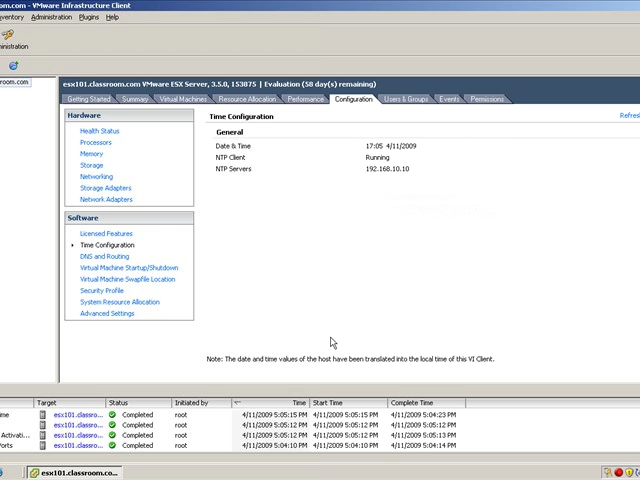 oom.com - VMware Infrastructure Client
nventory Administration Plugins Help
ministration
room.com
esx101.classroom.com VMware ESX Server, 3.5.0, 153875 | Evaluation (58 day(s) remaining)
Getting Started Summary Virtual Machines Resource Allocation Performance Configuration Users & Groups Events Permissions
Hardware
Health Status
Processors
Memory
Storage
Networking
Storage Adapters
Network Adapters
Software
Licensed Features
Time Configuration
DNS and Routing
Virtual Machine Startup/Shutdown
Virtual Machine Swapfile Location
Security Profile
System Resource Allocation
Advanced Settings
Time Configuration
Refres
General
Date & Time 17:05 4/11/2009
NTP Client Running
NTP Servers 192.168.10.10
Note: The date and time values of the host have been translated into the local time of this VI Client.
Target Status Initiated by Time Start Time Complete Time
me esx101.classro... Completed root 4/11/2009 5:05:15 PM 4/11/2009 5:05:15 PM 4/11/2009 5:04:23 PM
esx101.classro... Completed root 4/11/2009 5:05:12 PM 4/11/2009 5:05:12 PM 4/11/2009 5:05:12 PM
Activati... esx101.classro... Completed root 4/11/2009 5:05:12 PM 4/11/2009 5:05:12 PM 4/11/2009 5:05:13 PM
orts esx101.classro... Completed root 4/11/2009 5:04:10 PM 4/11/2009 5:04:10 PM 4/11/2009 5:04:14 PM
esx101.classroom.co...